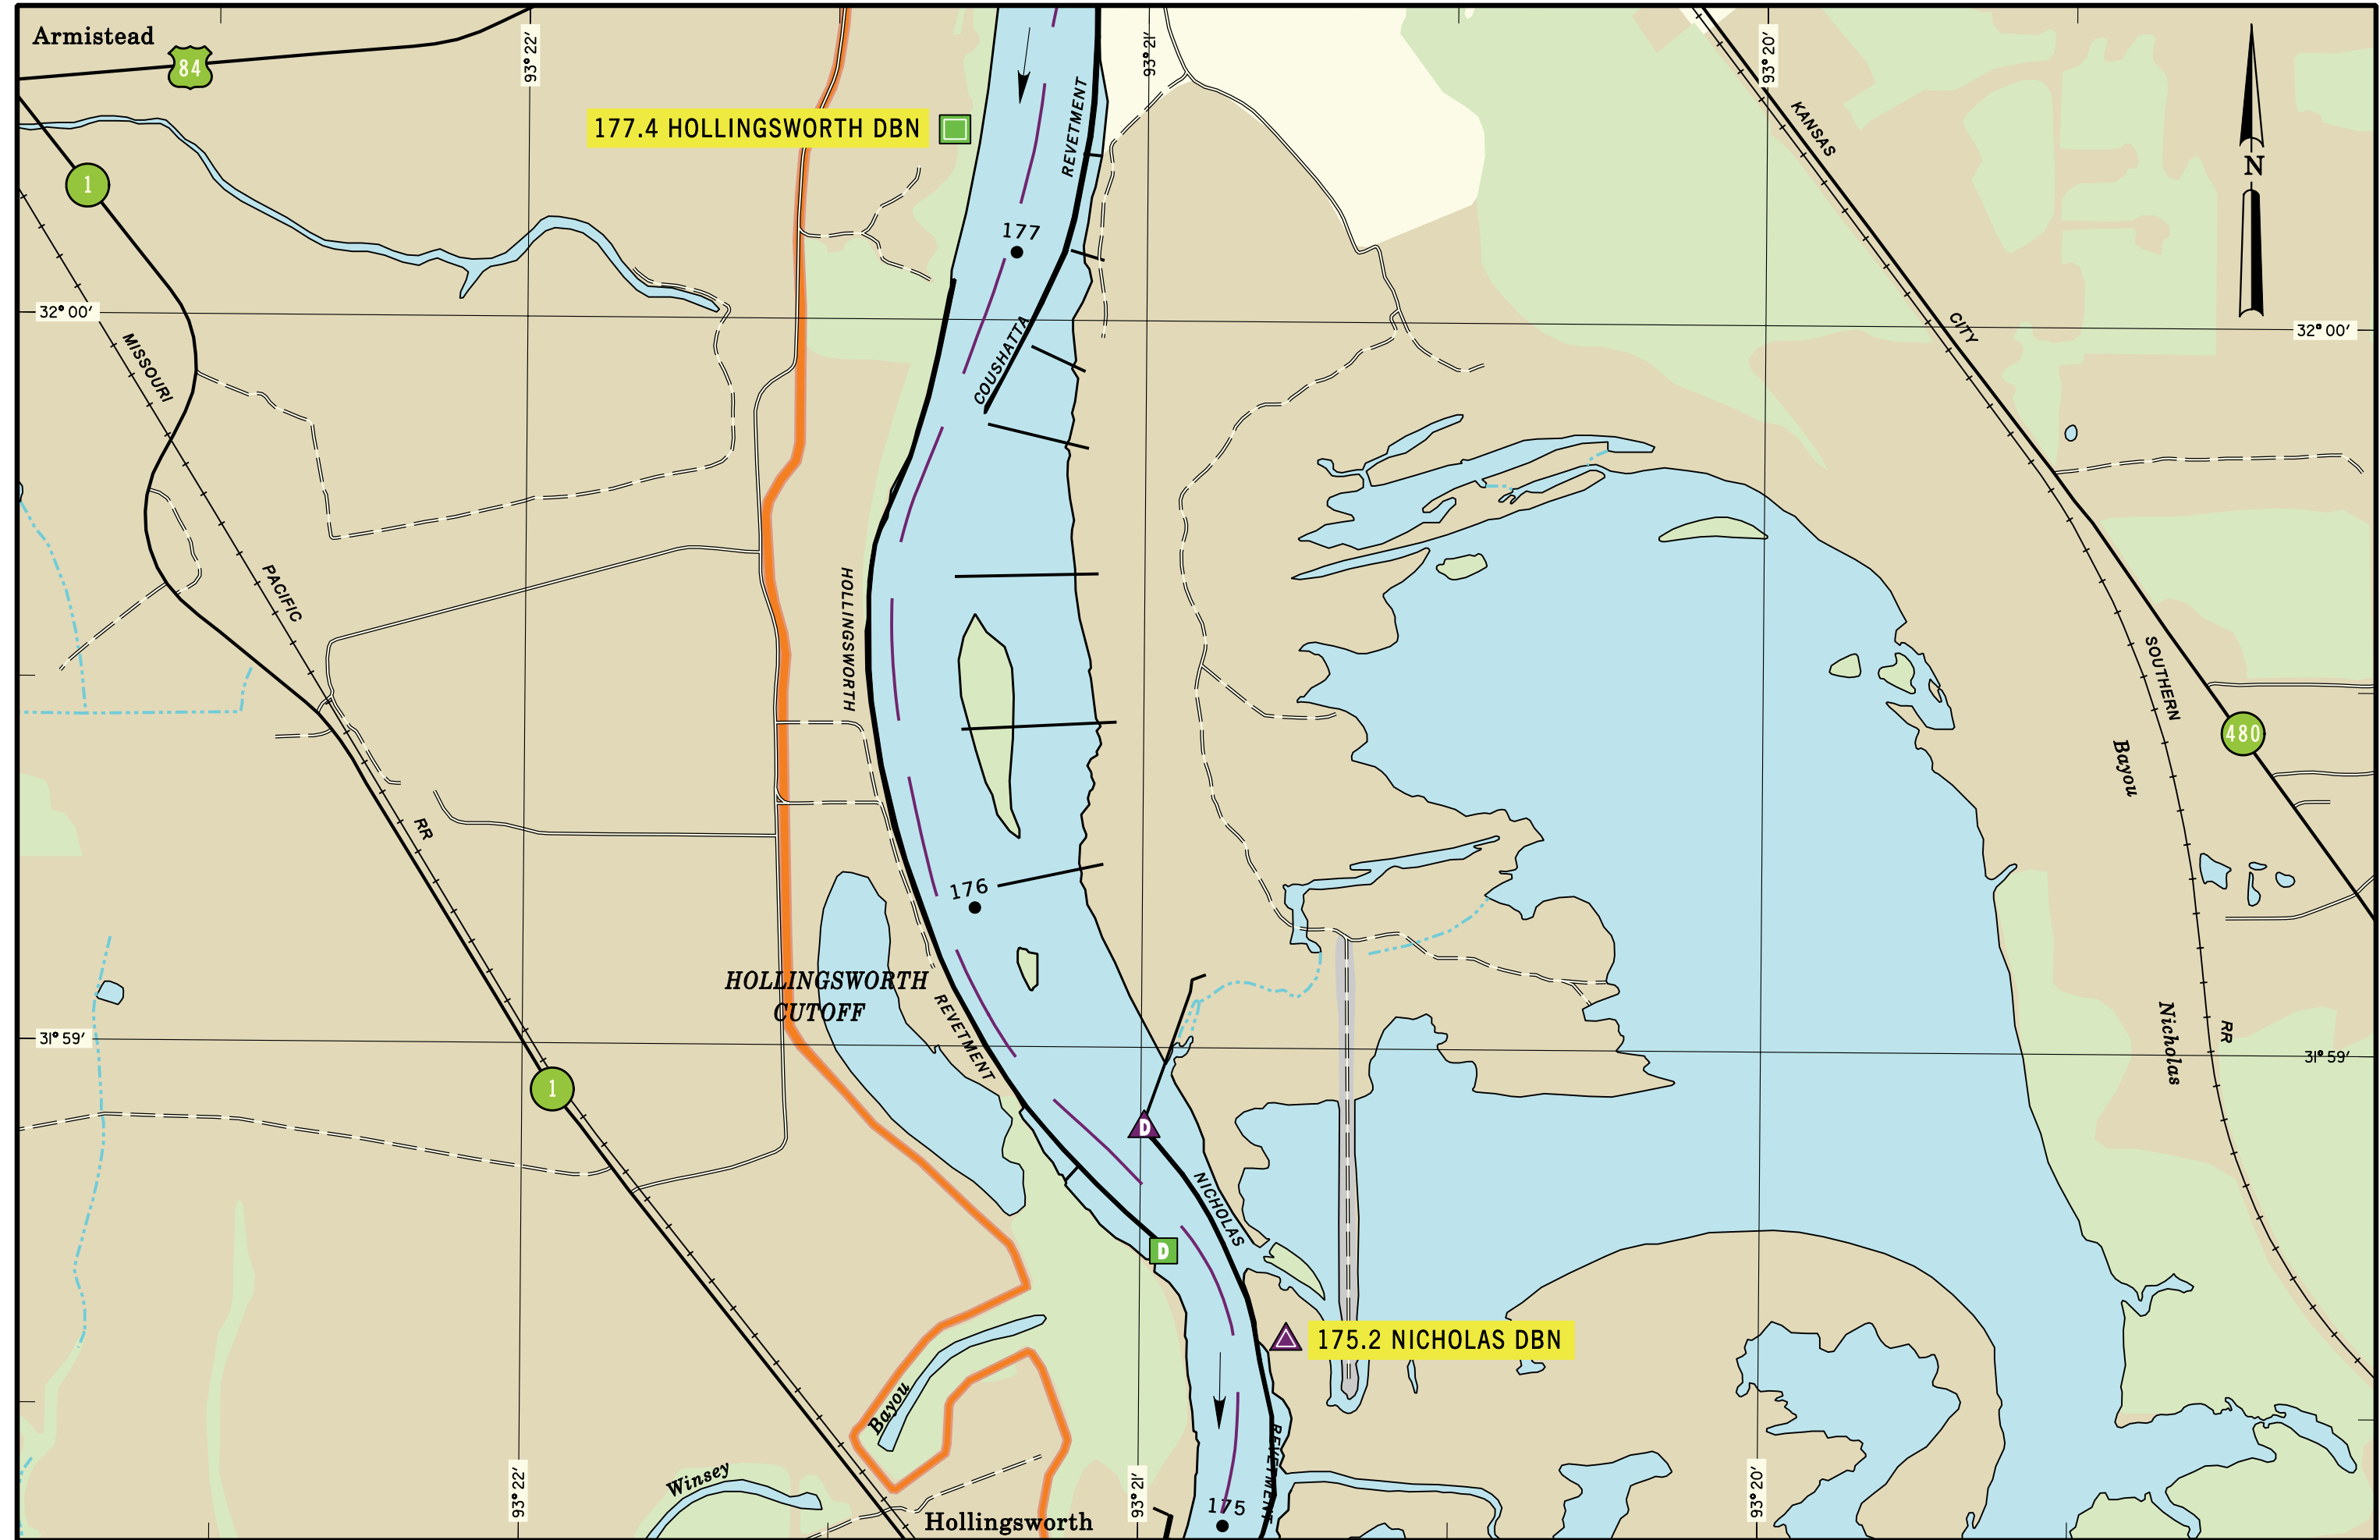 Armistead
84
93° 22′
93° 21′
93° 20′
177.4 HOLLINGSWORTH DBN
REVETMENT
KANSAS
N
1
177
32° 00′
32° 00′
COUSHATTA
CITY
MISSOURI
PACIFIC
HOLLINGSWORTH
SOUTHERN
480
Bayou
RR
176
HOLLINGSWORTH
CUTOFF
REVETMENT
Nicholas
RR
31° 59′
31° 59′
1
D
NICHOLAS
D
175.2 NICHOLAS DBN
Bayou
REVETMENT
Winsey
93° 22′
93° 21′
93° 20′
175
Hollingsworth